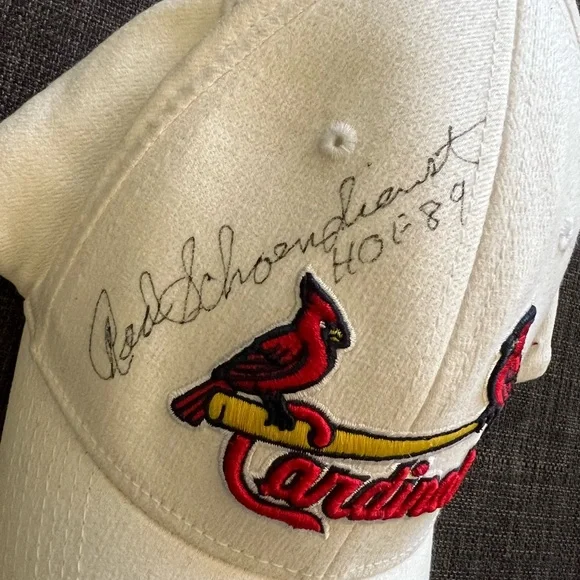 Red Schoendienst
HOF 89
Cardinals